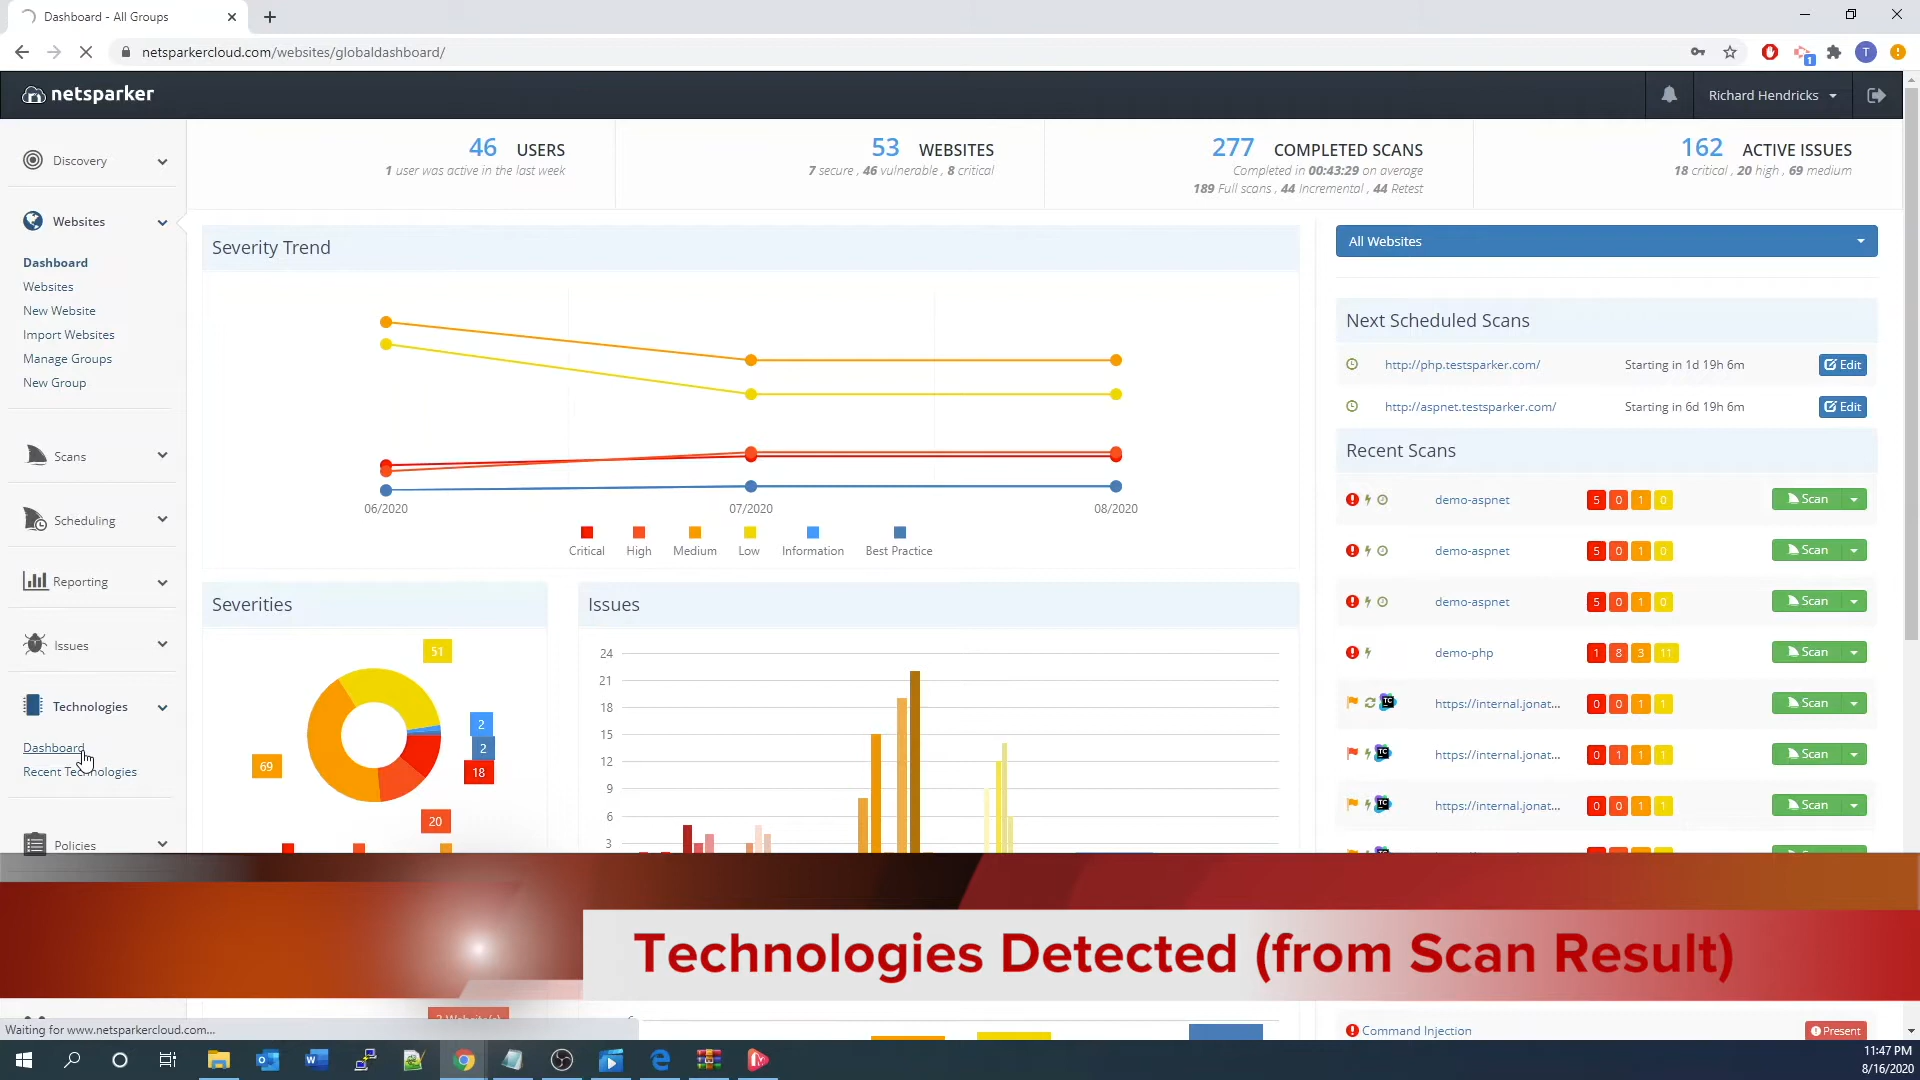 Dashboard - All Groups
netsparkercloud.com/websites/globaldashboard/
1
T
netsparker
Richard Hendricks
Discovery
Websites
Dashboard
Websites
New Website
Import Websites
Manage Groups
New Group
Scans
Scheduling
Reporting
Issues
Technologies
Dashboard
Recent Technologies
Policies
46 USERS
1 user was active in the last week
53 WEBSITES
7 secure , 46 vulnerable , 8 critical
277 COMPLETED SCANS
Completed in 00:43:29 on average
189 Full scans , 44 Incremental , 44 Retest
162 ACTIVE ISSUES
18 critical , 20 high , 69 medium
Severity Trend
06/2020 07/2020 08/2020
Critical High Medium Low Information Best Practice
Severities
51
2
2
18
69
20
Issues
24
21
18
15
12
9
6
3
All Websites
Next Scheduled Scans
http://php.testsparker.com/ Starting in 1d 19h 6m Edit
http://aspnet.testsparker.com/ Starting in 6d 19h 6m Edit
Recent Scans
demo-aspnet 5 0 1 0 Scan
demo-aspnet 5 0 1 0 Scan
demo-aspnet 5 0 1 0 Scan
demo-php 1 8 3 11 Scan
TC https://internal.jonat... 0 0 1 1 Scan
TC https://internal.jonat... 0 1 1 1 Scan
TC https://internal.jonat... 0 0 1 1 Scan
Technologies Detected (from Scan Result)
Waiting for www.netsparkercloud.com...
Command Injection Present
11:47 PM
8/16/2020